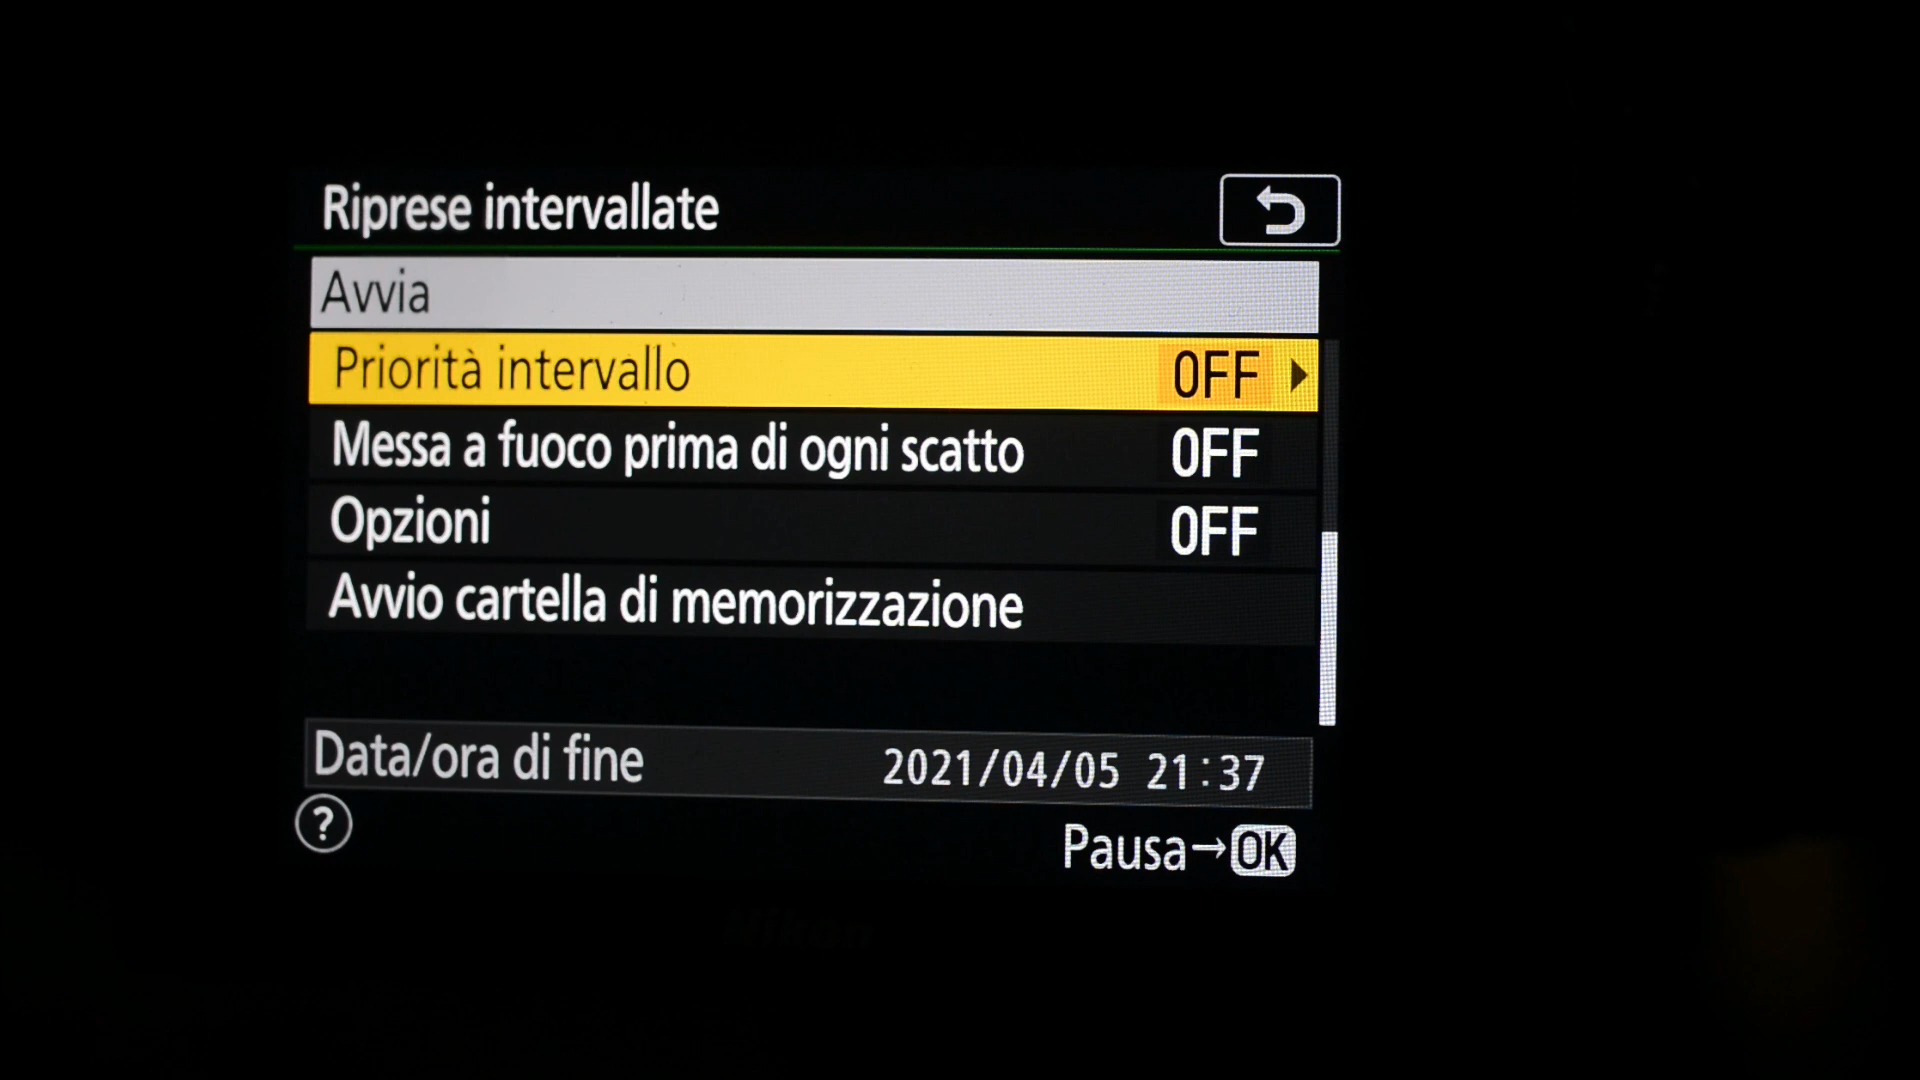 Riprese intervallate
Avvia
Priorità intervallo OFF
Messa a fuoco prima di ogni scatto OFF
Opzioni OFF
Avvio cartella di memorizzazione
Data/ora di fine 2021/04/05 21:37
?
Pausa→OK
Nikon